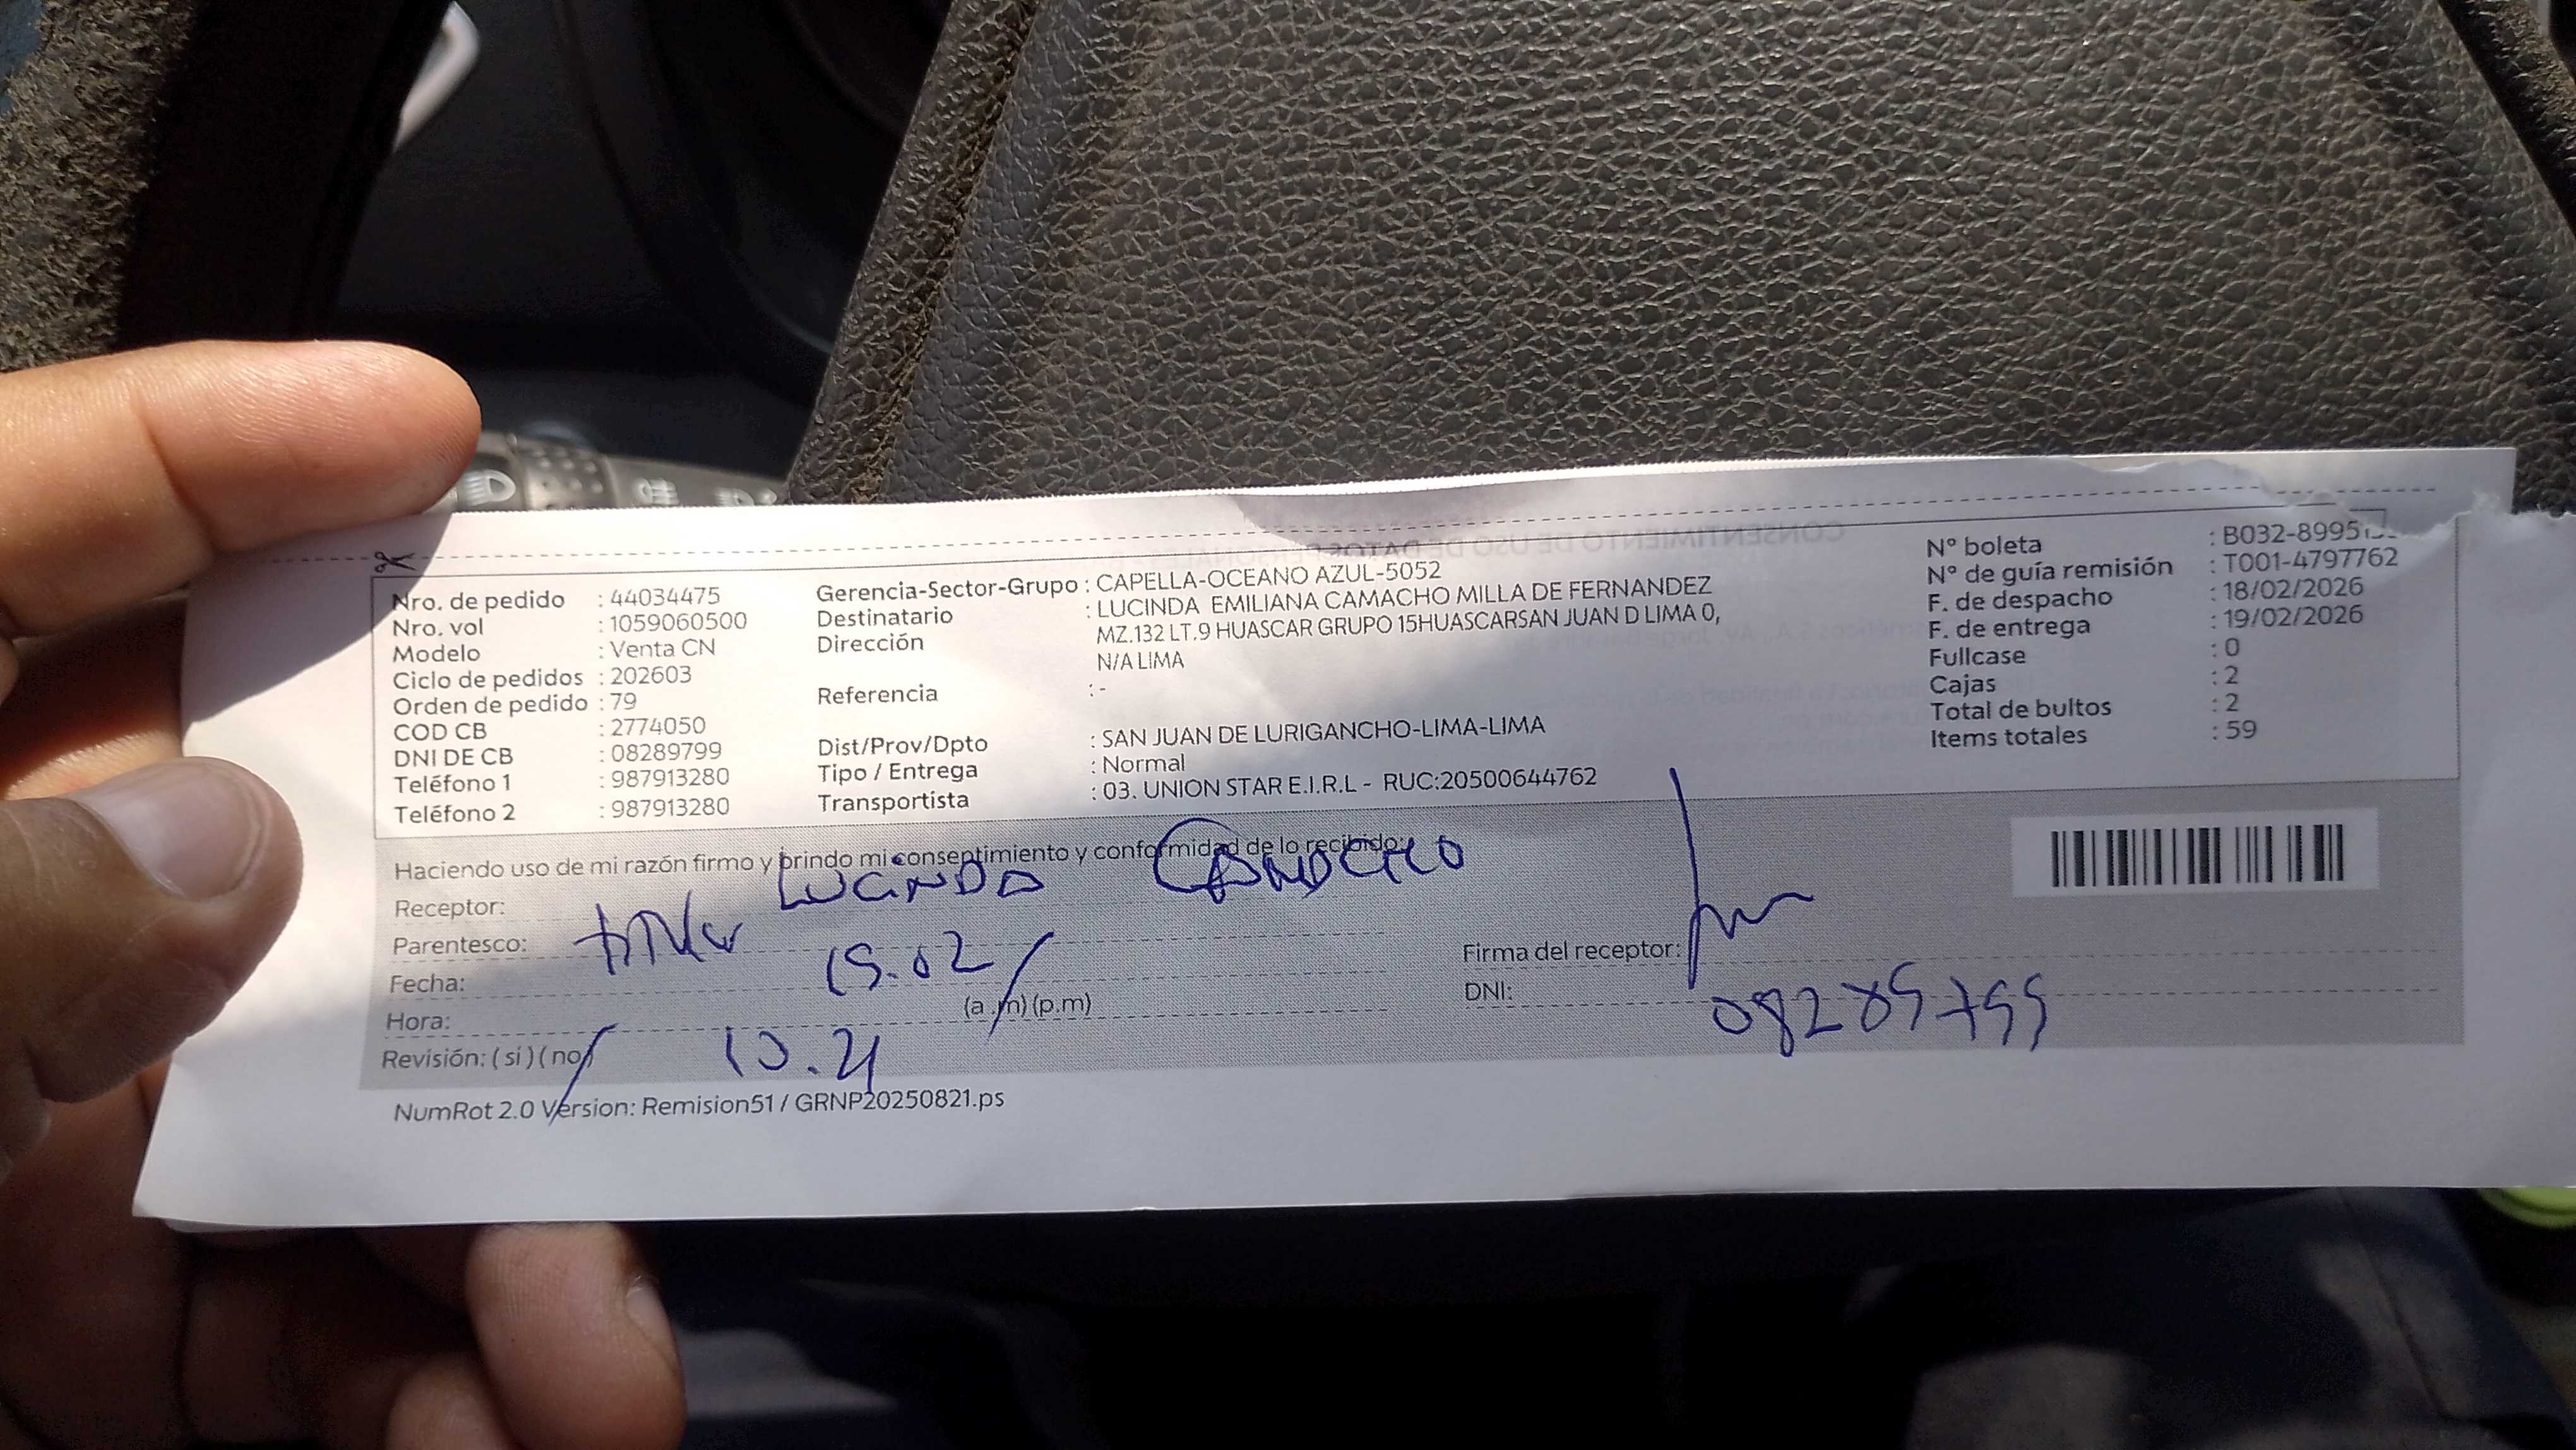 CONSENTIMIENTO DE USO DE DATOS
Nro. de pedido : 44034475
Nro. vol : 1059060500
Modelo : Venta CN
Ciclo de pedidos : 202603
Orden de pedido : 79
COD CB : 2774050
DNI DE CB : 08289799
Teléfono 1 : 987913280
Teléfono 2 : 987913280
Gerencia-Sector-Grupo : CAPELLA-OCEANO AZUL-5052
Destinatario : LUCINDA EMILIANA CAMACHO MILLA DE FERNANDEZ
Dirección MZ.132 LT.9 HUASCAR GRUPO 15HUASCARSAN JUAN D LIMA 0,
N/A LIMA
Referencia : -
Dist/Prov/Dpto : SAN JUAN DE LURIGANCHO-LIMA-LIMA
Tipo / Entrega : Normal
Transportista : 03. UNION STAR E.I.R.L - RUC:20500644762
N° boleta : B032-8995
N° de guía remisión : T001-4797762
F. de despacho : 18/02/2026
F. de entrega : 19/02/2026
Fullcase : 0
Cajas : 2
Total de bultos : 2
Items totales : 59
Haciendo uso de mi razón firmo y brindo mi consentimiento y conformidad de lo recibido:
Receptor: LUCINDA CAMACHO
Parentesco: titular
Fecha: 19.02
Hora: (a.m) (p.m)
Revisión: ( si ) ( no ) 10.21
Firma del receptor:
DNI: 08289799
NumRot 2.0 Version: Remision51 / GRNP20250821.ps